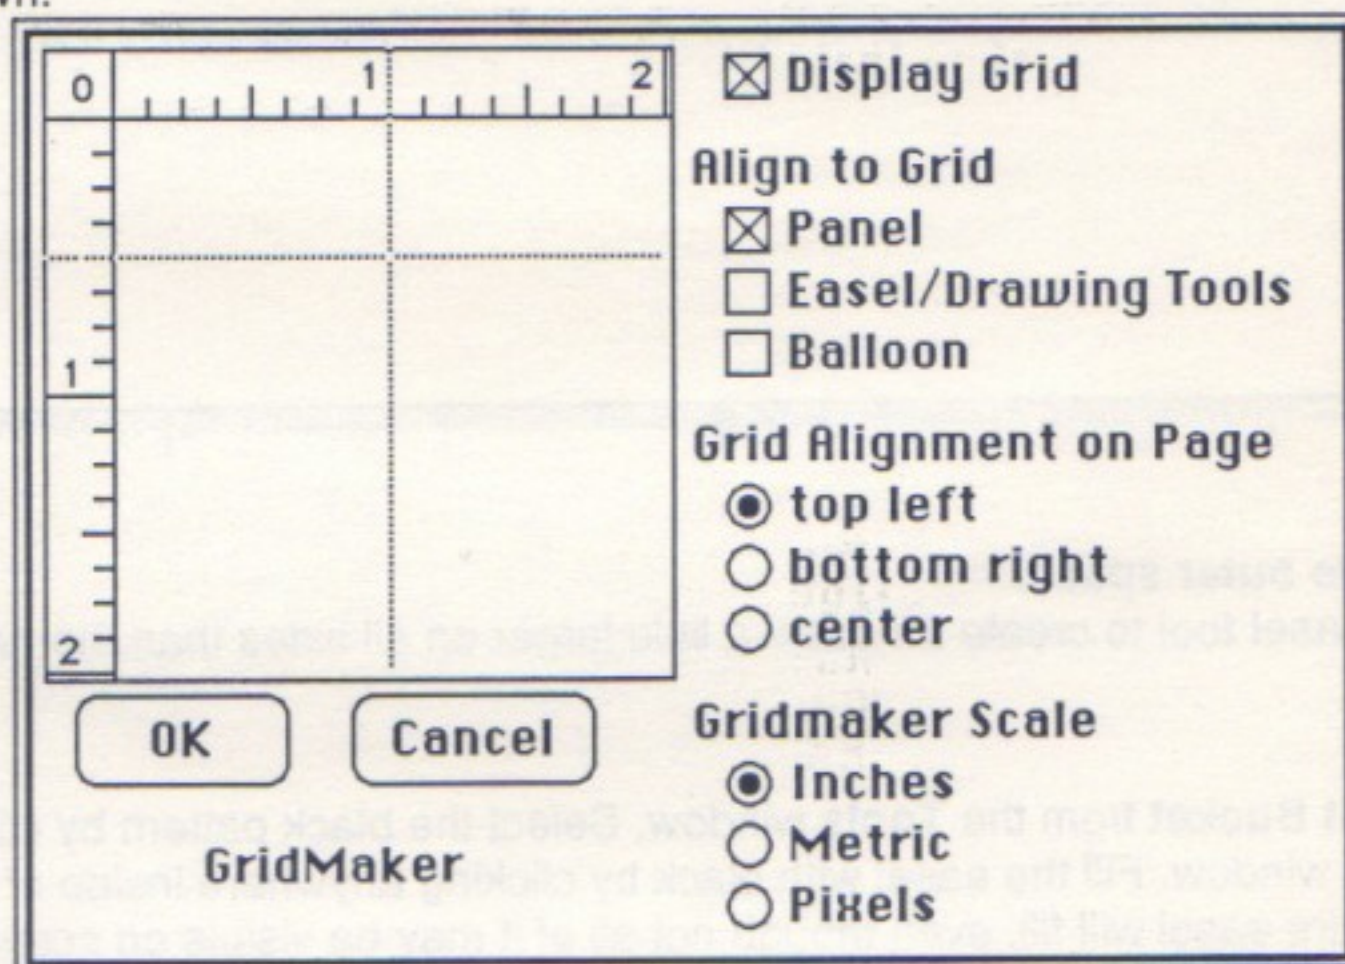 0 1 2
1
2
OK Cancel
GridMaker
Display Grid
Align to Grid
Panel
Easel/Drawing Tools
Balloon
Grid Alignment on Page
top left
bottom right
center
Gridmaker Scale
Inches
Metric
Pixels